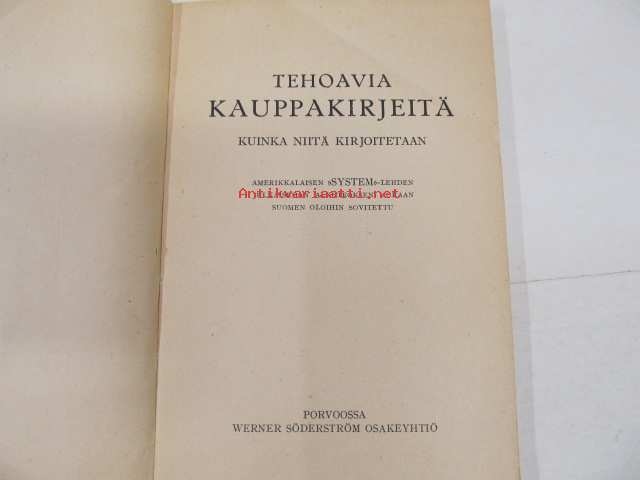 TEHOAVIA
KAUPPAKIRJEITÄ
KUINKA NIITÄ KIRJOITETAAN
AMERIKKALAISEN »SYSTEM»-LEHDEN
Antikvariaatti.net
SUOMEN OLOIHIN SOVITETTU
PORVOOSSA
WERNER SÖDERSTRÖM OSAKEYHTIÖ